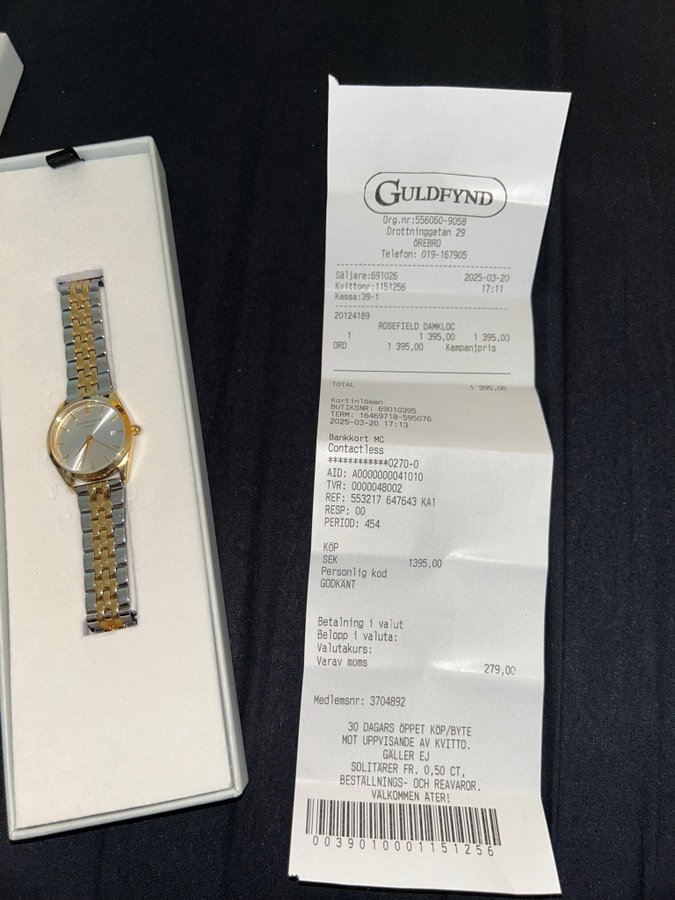 ROSEFIELD
GULDFYND
Org.nr:556060-9058
Drottninggatan 29
ÖREBRO
Telefon: 019-167905
Säljare:691026 2025-03-20
Kvittonr:1151256 17:11
Kassa:39-1
20124189
ROSEFIELD DAMKLOC
1 1 395,00 1 395,00
ORD 1 395,00 Kampanjpris
TOTAL 1 395,00
Kortinlösen
BUTIKSNR: 69010395
TERM: 16469718-595076
2025-03-20 17:13
Bankkort MC
Contactless
************0270-0
AID: A0000000041010
TVR: 0000048002
REF: 553217 647643 KA1
RESP: 00
PERIOD: 454
KÖP
SEK 1395,00
Personlig kod
GODKÄNT
Betalning i valut
Belopp i valuta:
Valutakurs:
Varav moms 279,00
Medlemsnr: 3704892
30 DAGARS ÖPPET KÖP/BYTE
MOT UPPVISANDE AV KVITTO.
GÄLLER EJ
SOLITÄRER FR. 0,50 CT,
BESTÄLLNINGS- OCH REAVAROR.
VÄLKOMMEN ÅTER!
0039010001151256